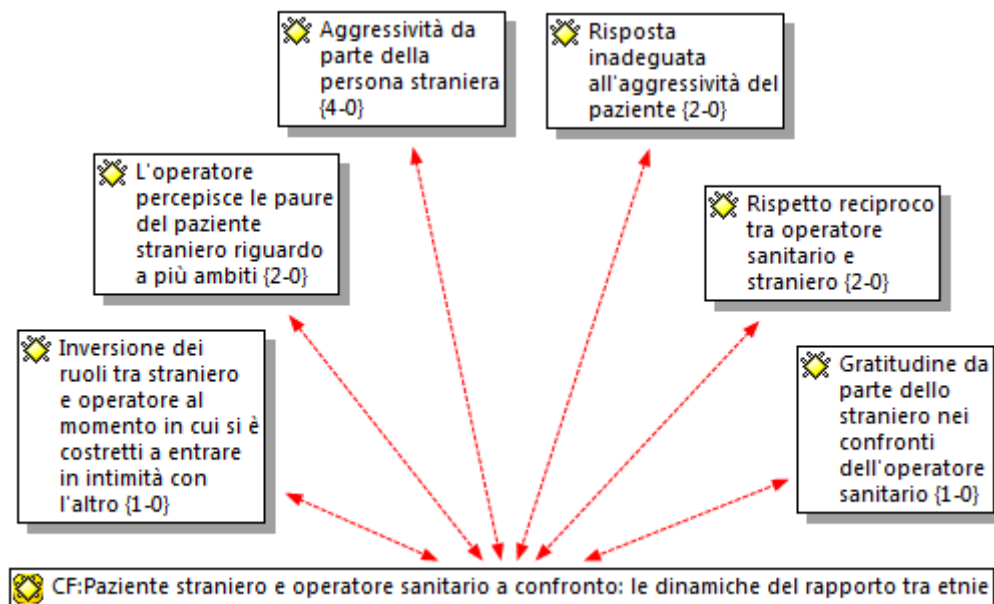 Aggressività da
parte della
persona straniera
{4-0}
Risposta
inadeguata
all'aggressività del
paziente {2-0}
L'operatore
percepisce le paure
del paziente
straniero riguardo
a più ambiti {2-0}
Rispetto reciproco
tra operatore
sanitario e
straniero {2-0}
Inversione dei
ruoli tra straniero
e operatore al
momento in cui si è
costretti a entrare
in intimità con
l'altro {1-0}
Gratitudine da
parte dello
straniero nei
confronti
dell'operatore
sanitario {1-0}
CF:Paziente straniero e operatore sanitario a confronto: le dinamiche del rapporto tra etnie